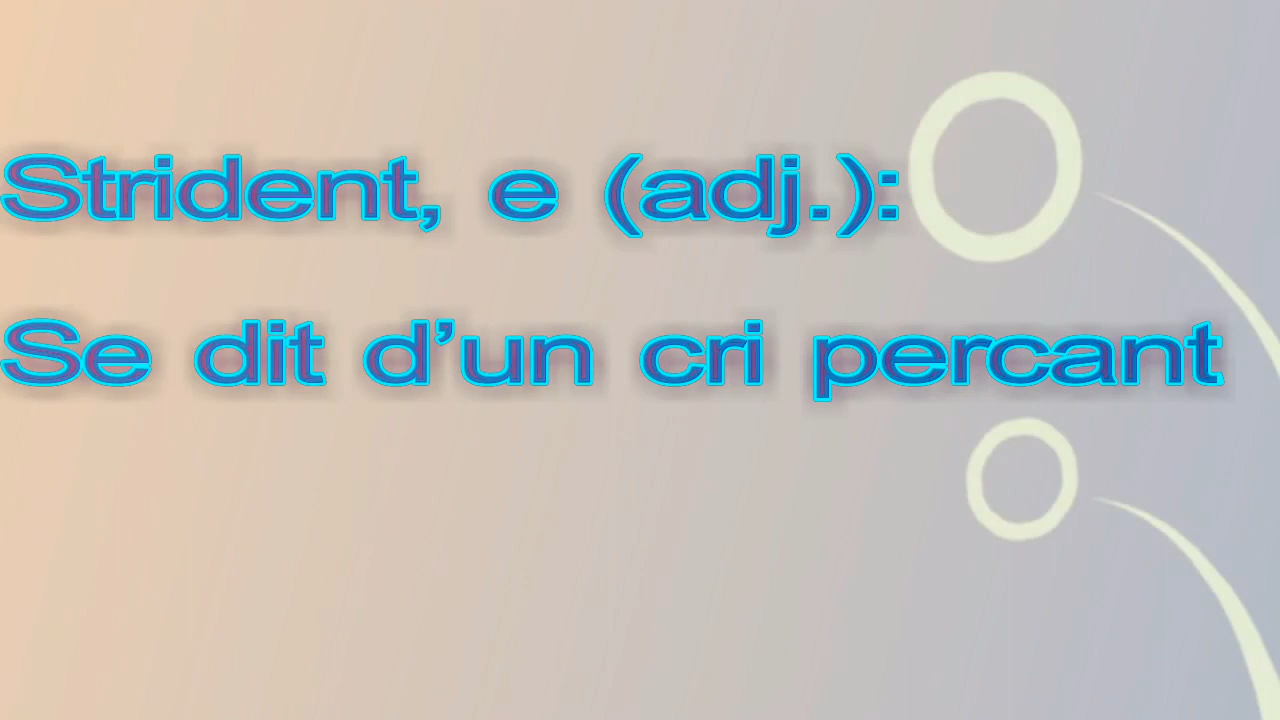 Strident, e (adj.):
Se dit d’un cri percant